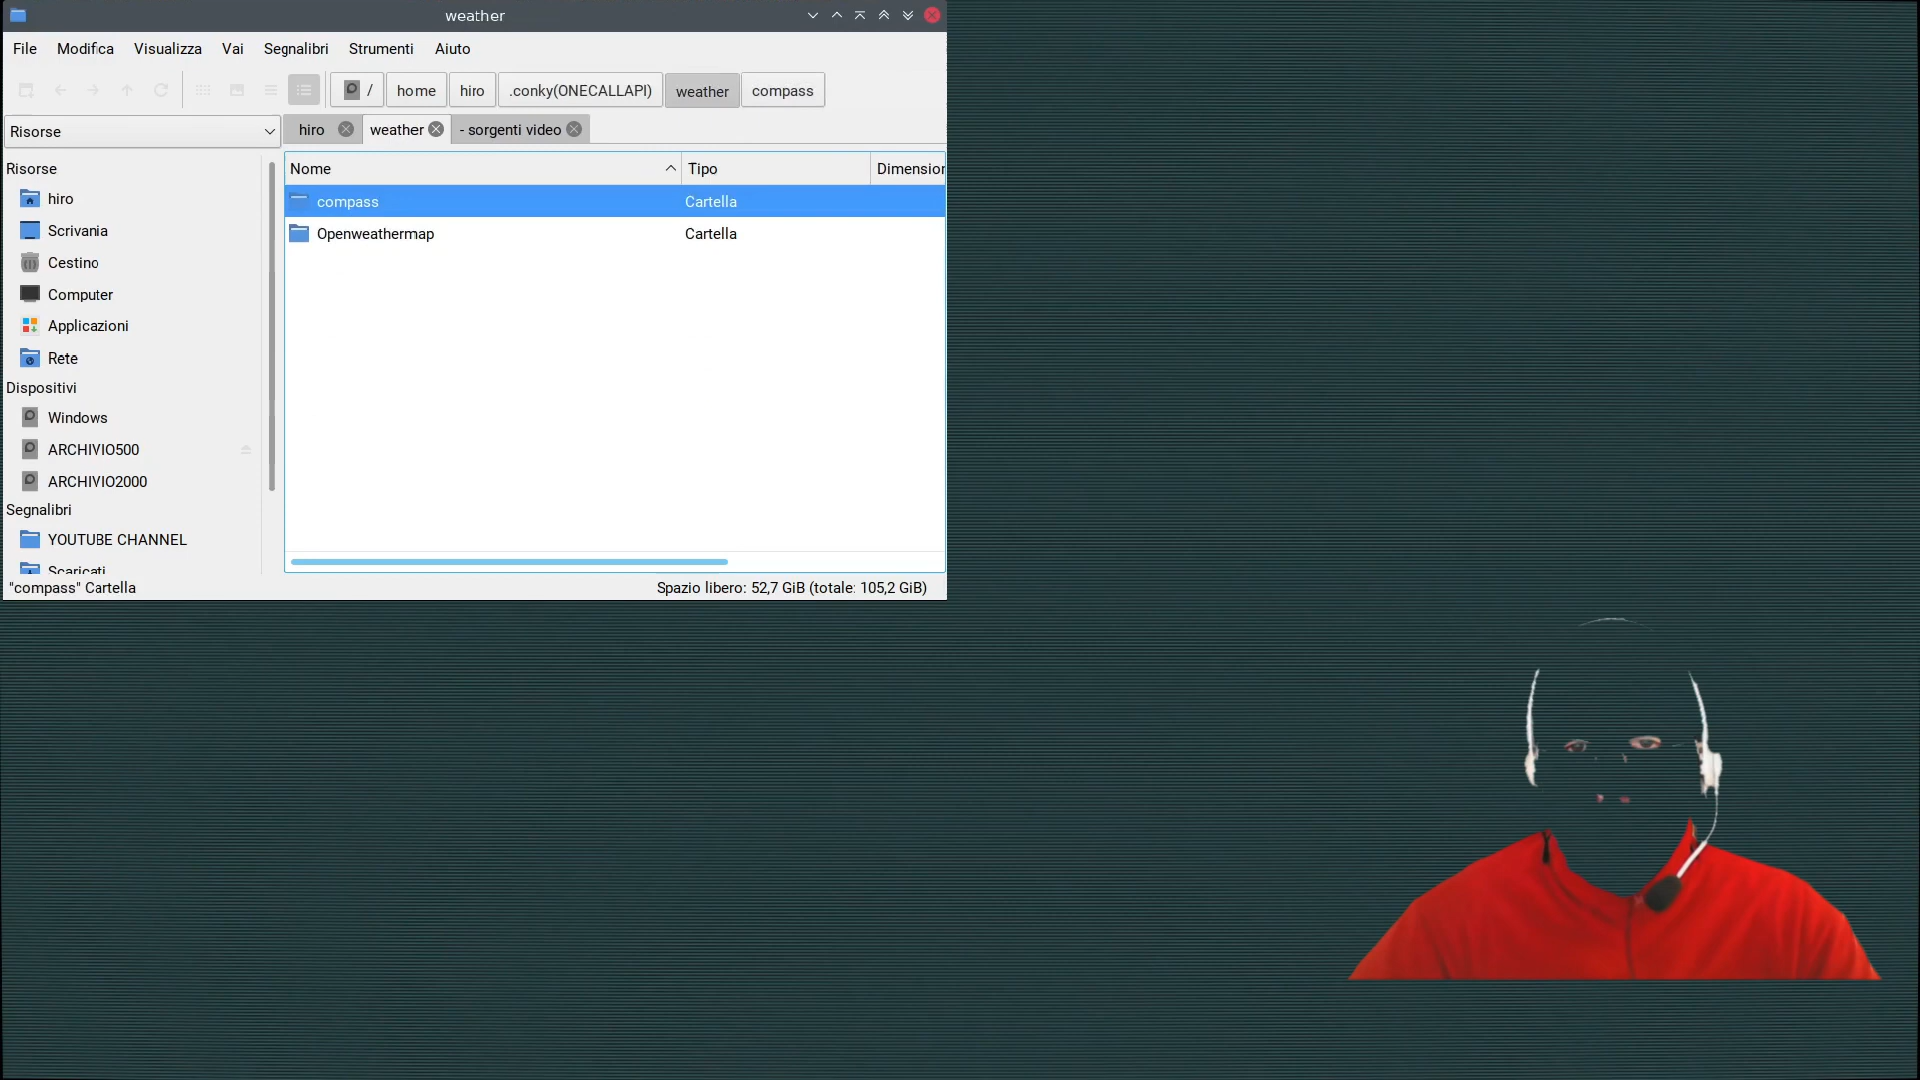 weather
File Modifica Visualizza Vai Segnalibri Strumenti Aiuto
/ home hiro .conky(ONECALLAPI) weather compass
Risorse
hiro weather - sorgenti video
Nome Tipo Dimension
compass Cartella
Openweathermap Cartella
Risorse
hiro
Scrivania
Cestino
Computer
Applicazioni
Rete
Dispositivi
Windows
ARCHIVIO500
ARCHIVIO2000
Segnalibri
YOUTUBE CHANNEL
Scaricati
"compass" Cartella Spazio libero: 52,7 GiB (totale: 105,2 GiB)